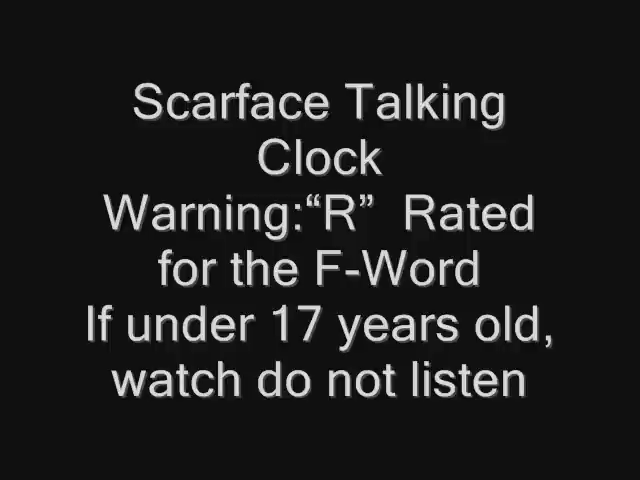 Scarface Talking
Clock
Warning:“R”  Rated
for the F-Word
If under 17 years old,
watch do not listen